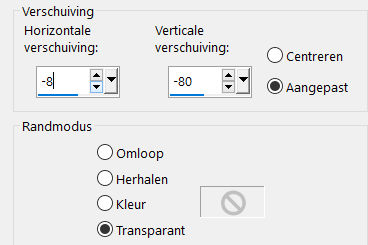 Verschuiving
Horizontale verschuiving:
Verticale verschuiving:
-8
-80
Centreren
Aangepast
Randmodus
Omloop
Herhalen
Kleur
Transparant